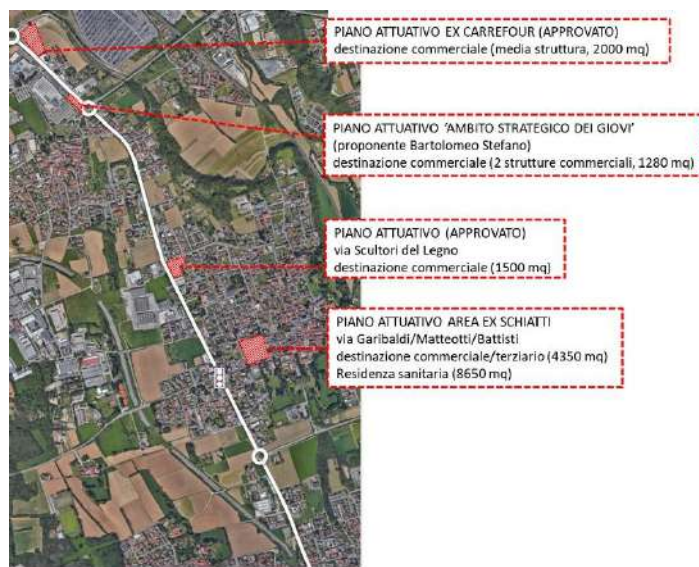 PIANO ATTUATIVO EX CARREFOUR (APPROVATO)
destinazione commerciale (media struttura, 2000 mq)
PIANO ATTUATIVO 'AMBITO STRATEGICO DEI GIOVI'
(proponente Bartolomeo Stefano)
destinazione commerciale (2 strutture commerciali, 1280 mq)
PIANO ATTUATIVO (APPROVATO)
via Scultori del Legno
destinazione commerciale (1500 mq)
PIANO ATTUATIVO AREA EX SCHIATTI
via Garibaldi/Matteotti/Battisti
destinazione commerciale/terziario (4350 mq)
Residenza sanitaria (8650 mq)